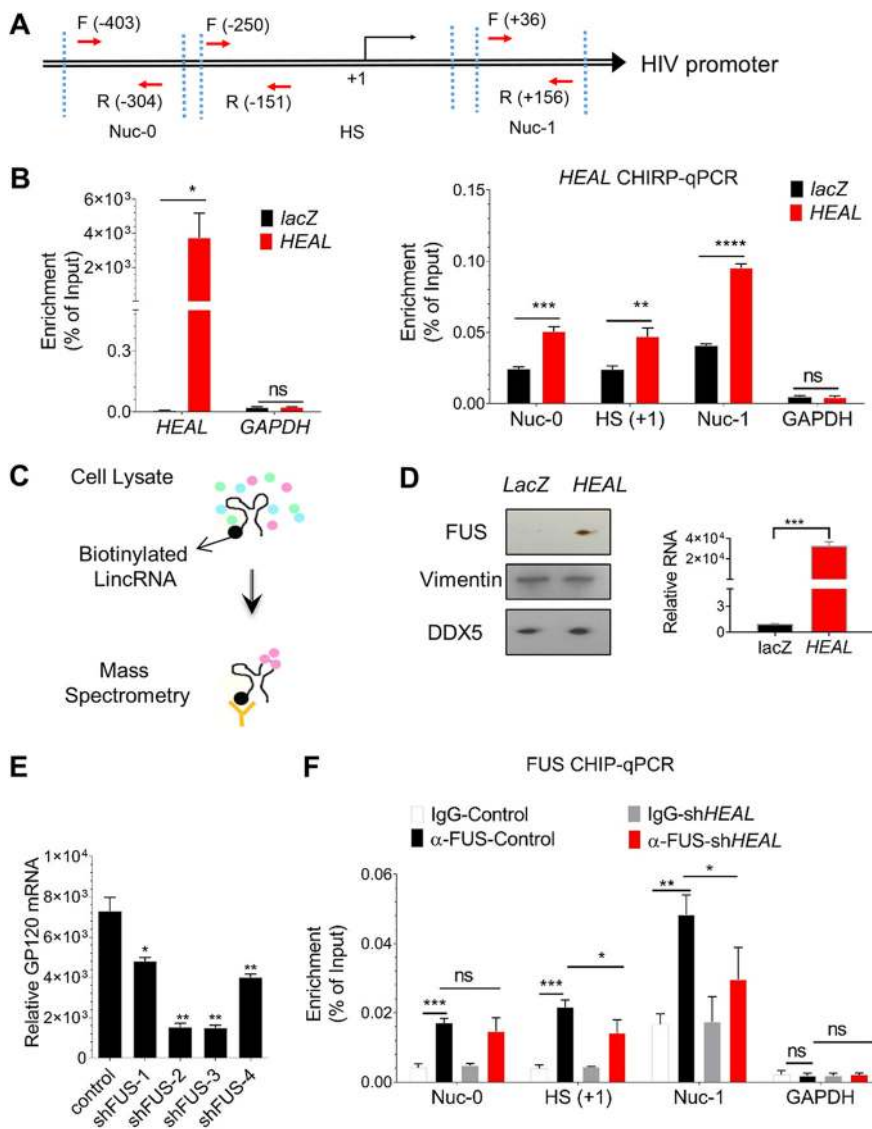 A
F (-403)
F (-250)
F (+36)
+1
HIV promoter
R (-304)
R (-151)
R (+156)
Nuc-0
HS
Nuc-1
B
Enrichment
(% of Input)
6×10³
4×10³
2×10³
0.3
0.0
*
lacZ
HEAL
ns
HEAL
GAPDH
HEAL CHIRP-qPCR
Enrichment
(% of Input)
0.15
0.10
0.05
0.00
lacZ
HEAL
***
**
****
ns
Nuc-0
HS (+1)
Nuc-1
GAPDH
C
Cell Lysate
Biotinylated
LincRNA
Mass
Spectrometry
D
LacZ
HEAL
FUS
Vimentin
DDX5
Relative RNA
4×10⁴
2×10⁴
3
0
***
lacZ
HEAL
E
Relative GP120 mRNA
1×10⁴
8×10³
6×10³
4×10³
2×10³
0
*
**
**
**
control
shFUS-1
shFUS-2
shFUS-3
shFUS-4
F
FUS CHIP-qPCR
IgG-Control
IgG-shHEAL
α-FUS-Control
α-FUS-shHEAL
Enrichment
(% of Input)
0.06
0.04
0.02
0.00
***
ns
***
*
**
*
ns
ns
Nuc-0
HS (+1)
Nuc-1
GAPDH